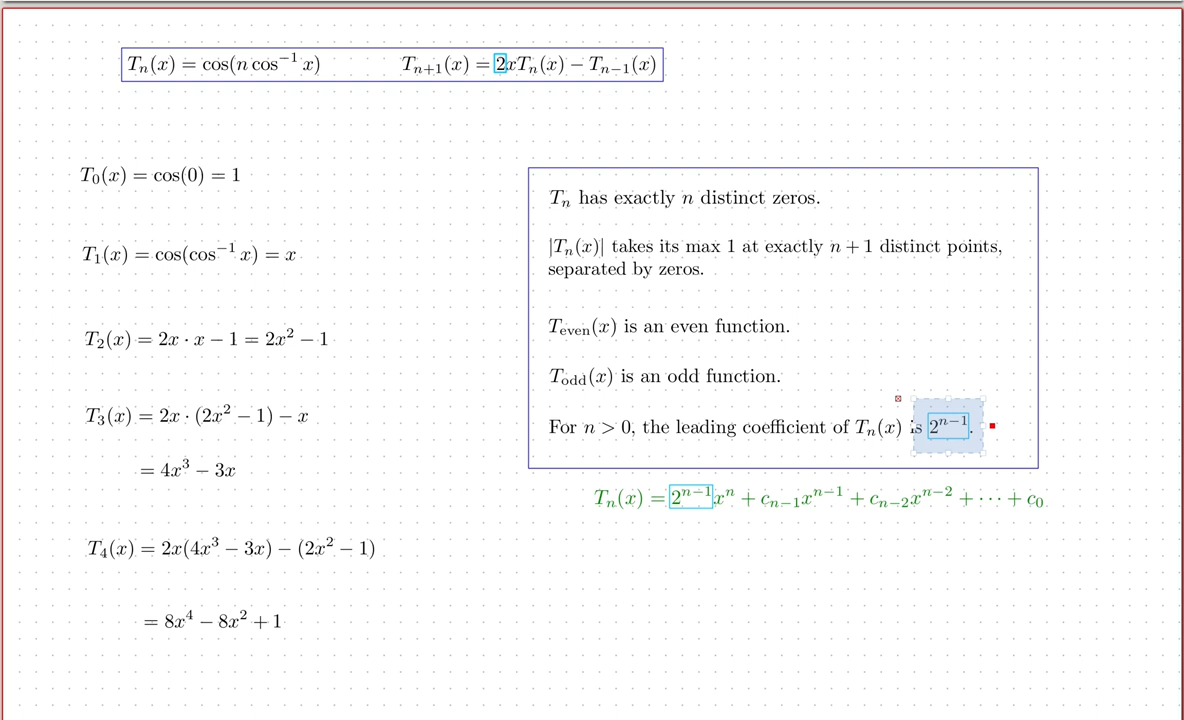 Tₙ(x) = cos(n cos⁻¹ x)    Tₙ₊₁(x) = 2xTₙ(x) − Tₙ₋₁(x)
T₀(x) = cos(0) = 1
T₁(x) = cos(cos⁻¹ x) = x
T₂(x) = 2x · x − 1 = 2x² − 1
T₃(x) = 2x · (2x² − 1) − x
= 4x³ − 3x
T₄(x) = 2x(4x³ − 3x) − (2x² − 1)
= 8x⁴ − 8x² + 1
Tₙ has exactly n distinct zeros.
|Tₙ(x)| takes its max 1 at exactly n + 1 distinct points,
separated by zeros.
T_even(x) is an even function.
T_odd(x) is an odd function.
For n > 0, the leading coefficient of Tₙ(x) is 2ⁿ⁻¹.
Tₙ(x) = 2ⁿ⁻¹xⁿ + cₙ₋₁xⁿ⁻¹ + cₙ₋₂xⁿ⁻² + ⋯ + c₀